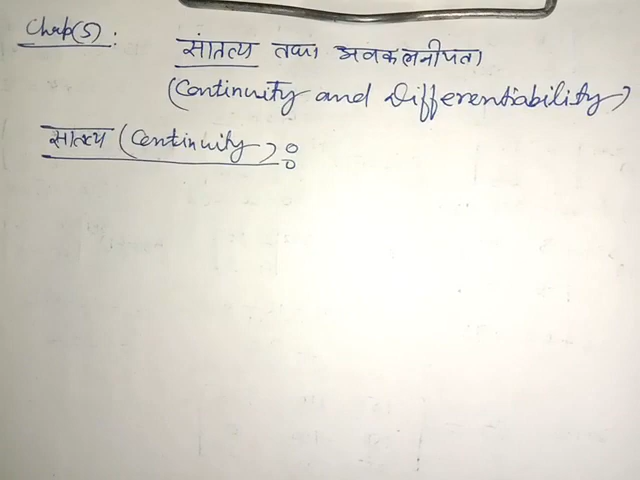 Chap(5):
सांतत्य तथा अवकलनीयता
(Continuity and Differentiability)
सातत्य (Continuity):